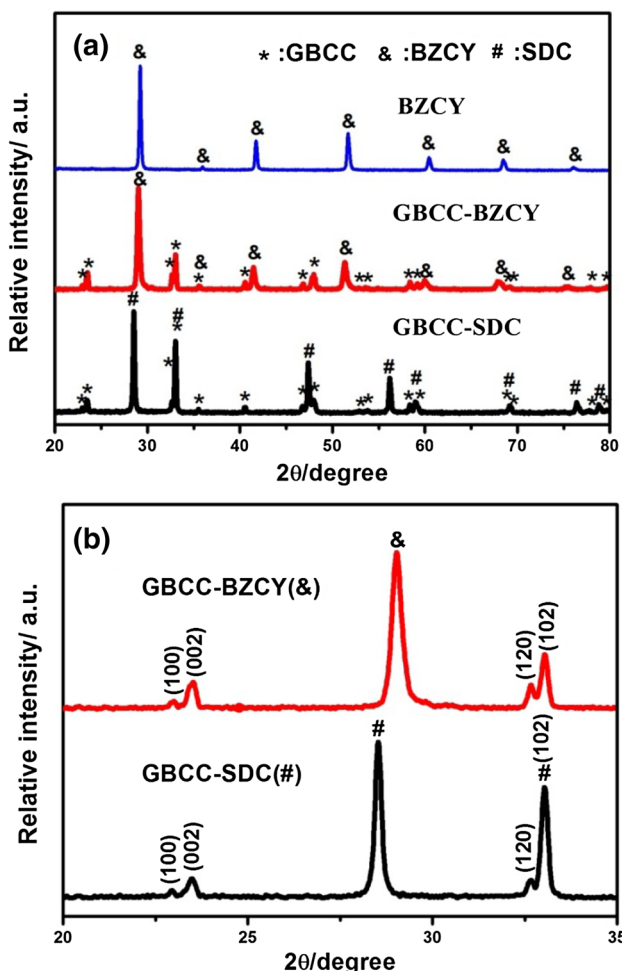 (a)
* :GBCC & :BZCY # :SDC
&
BZCY
&
&
&
&
&
&
&
GBCC-BZCY
* * * * & * & * * & * * * * & & * * & * *
#
#
*
GBCC-SDC
* * * * * # * * * * # * # * # * * # # * *
Relative intensity/ a.u.
20 30 40 50 60 70 80
2θ/degree
(b)
&
GBCC-BZCY(&)
(100)
(002)
(120)
(102)
#
GBCC-SDC(#)
(100)
(002)
(120)
#
(102)
Relative intensity/ a.u.
20 25 30 35
2θ/degree